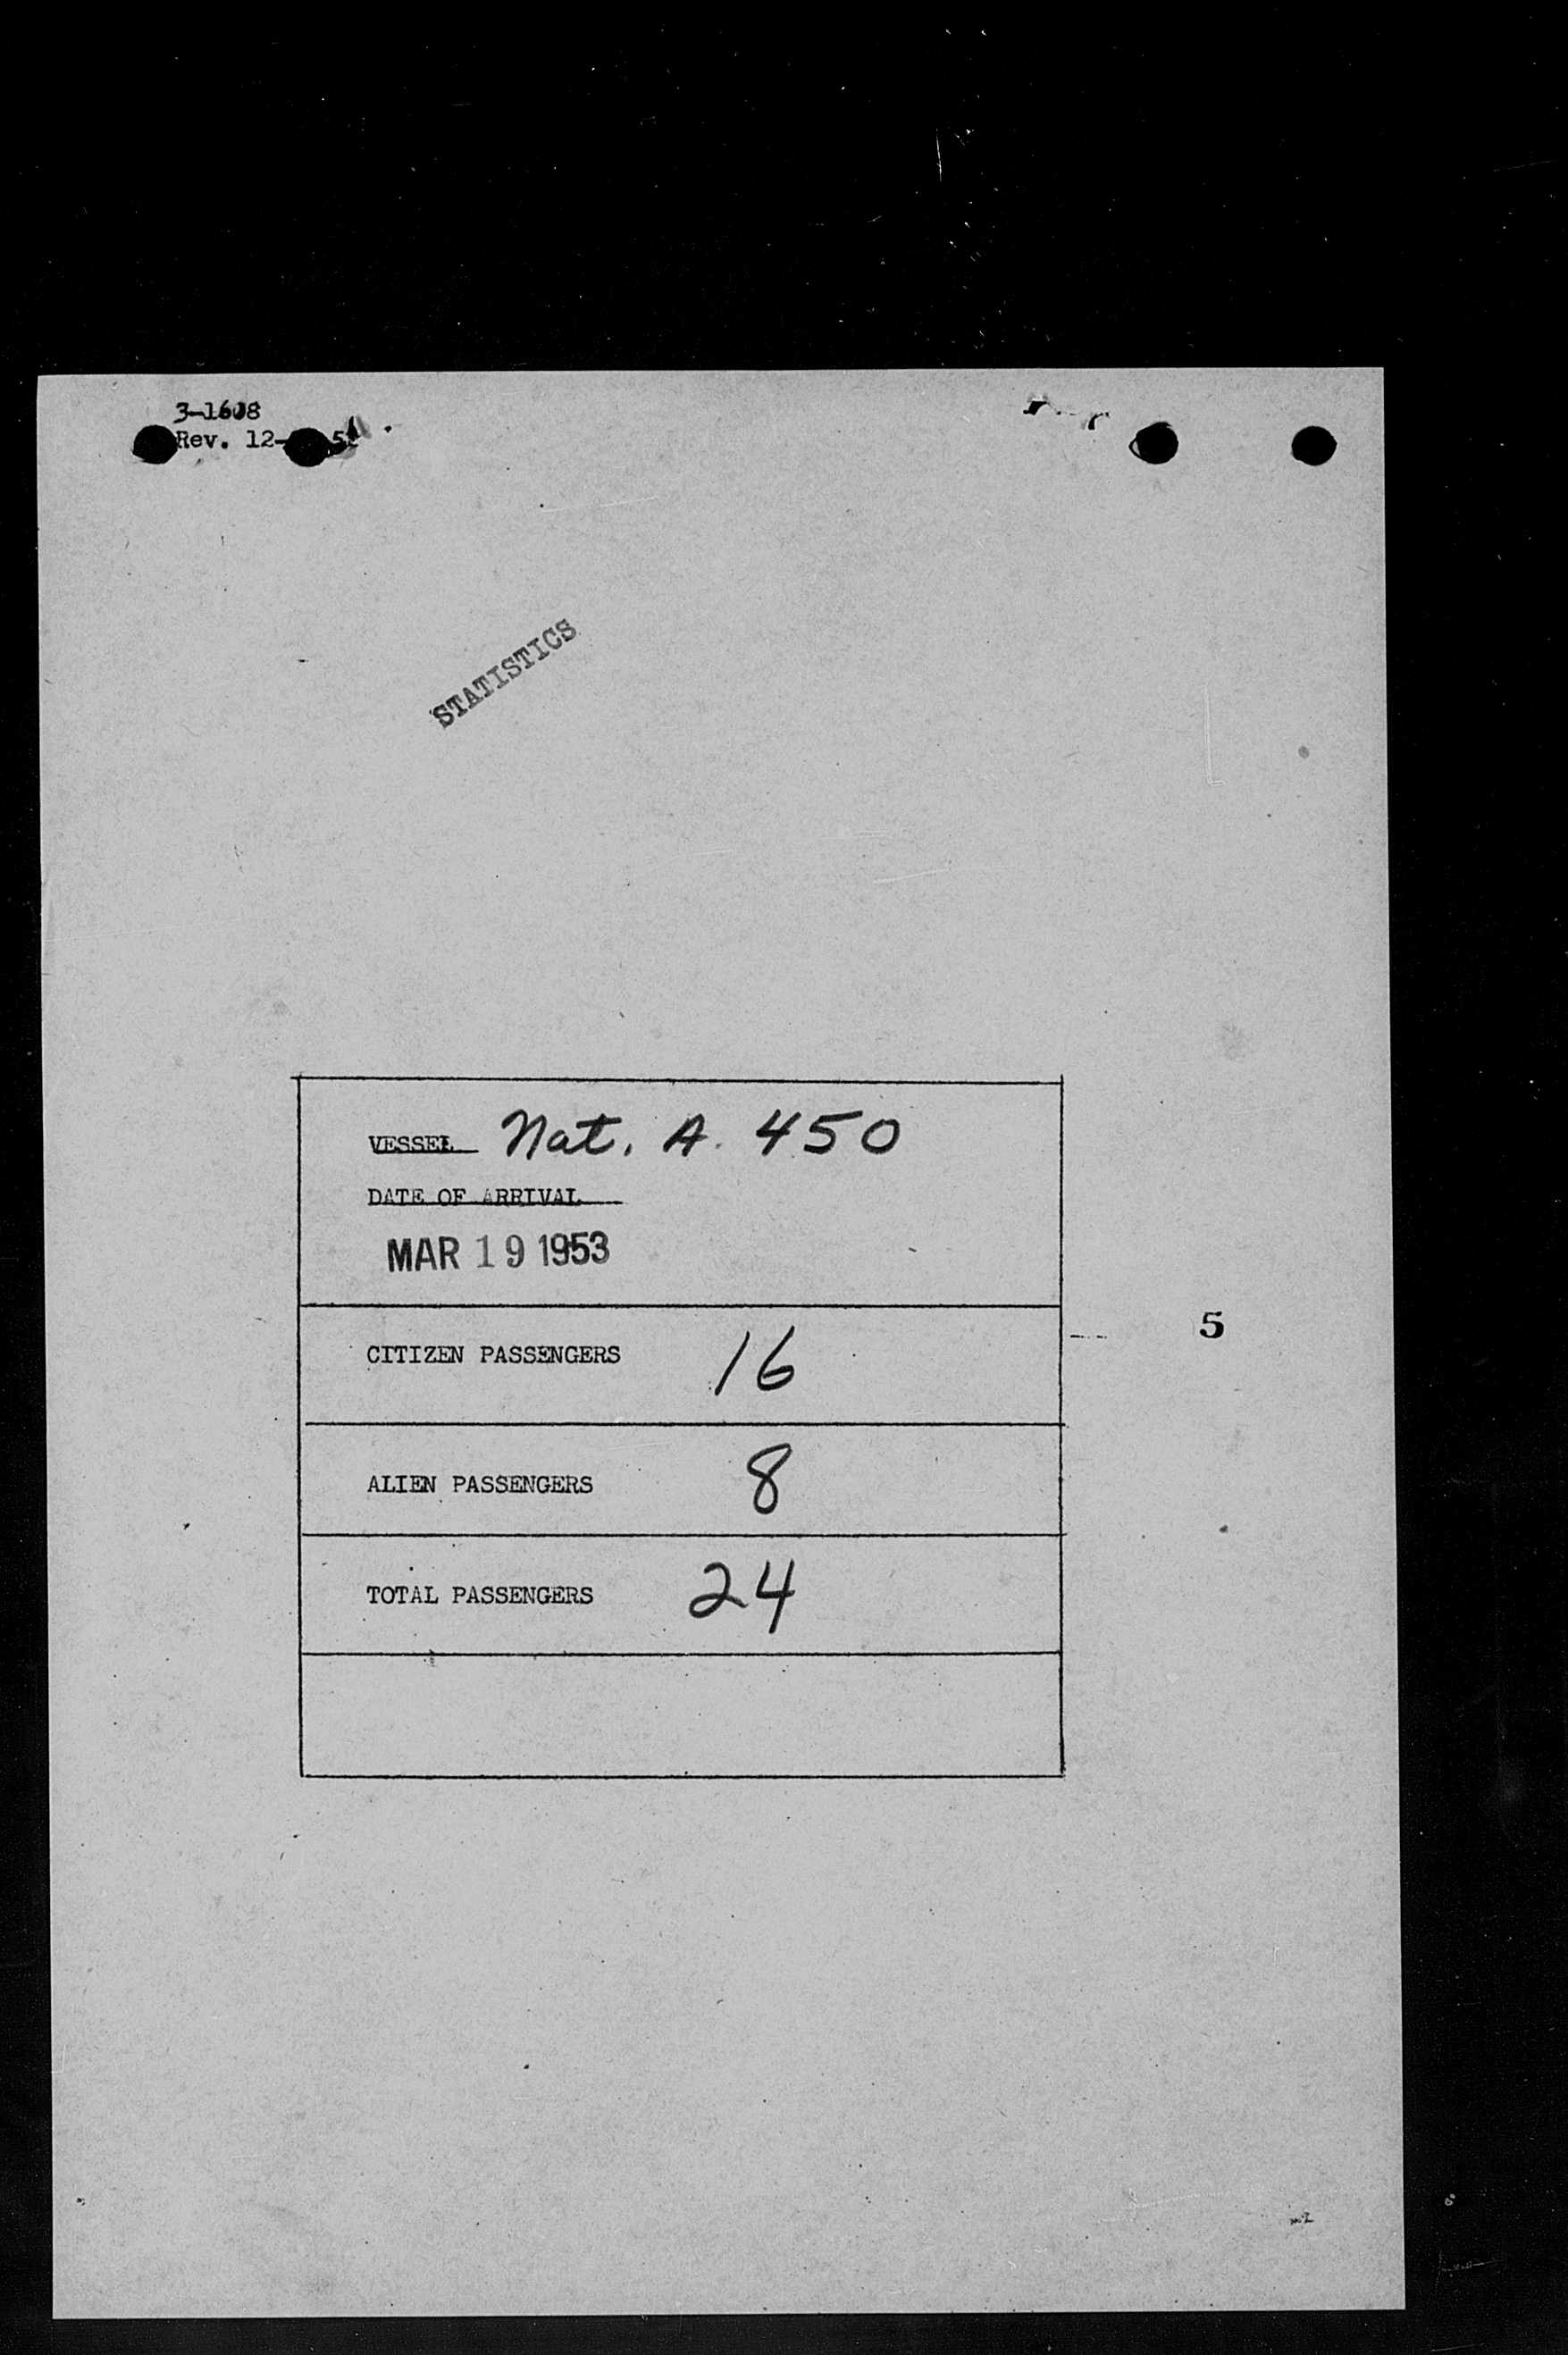 3-1608
Rev. 12-
STATISTICS
VESSEL Nat. A. 450
DATE OF ARRIVAL
MAR 19 1953
CITIZEN PASSENGERS 16
5
ALIEN PASSENGERS 8
TOTAL PASSENGERS 24